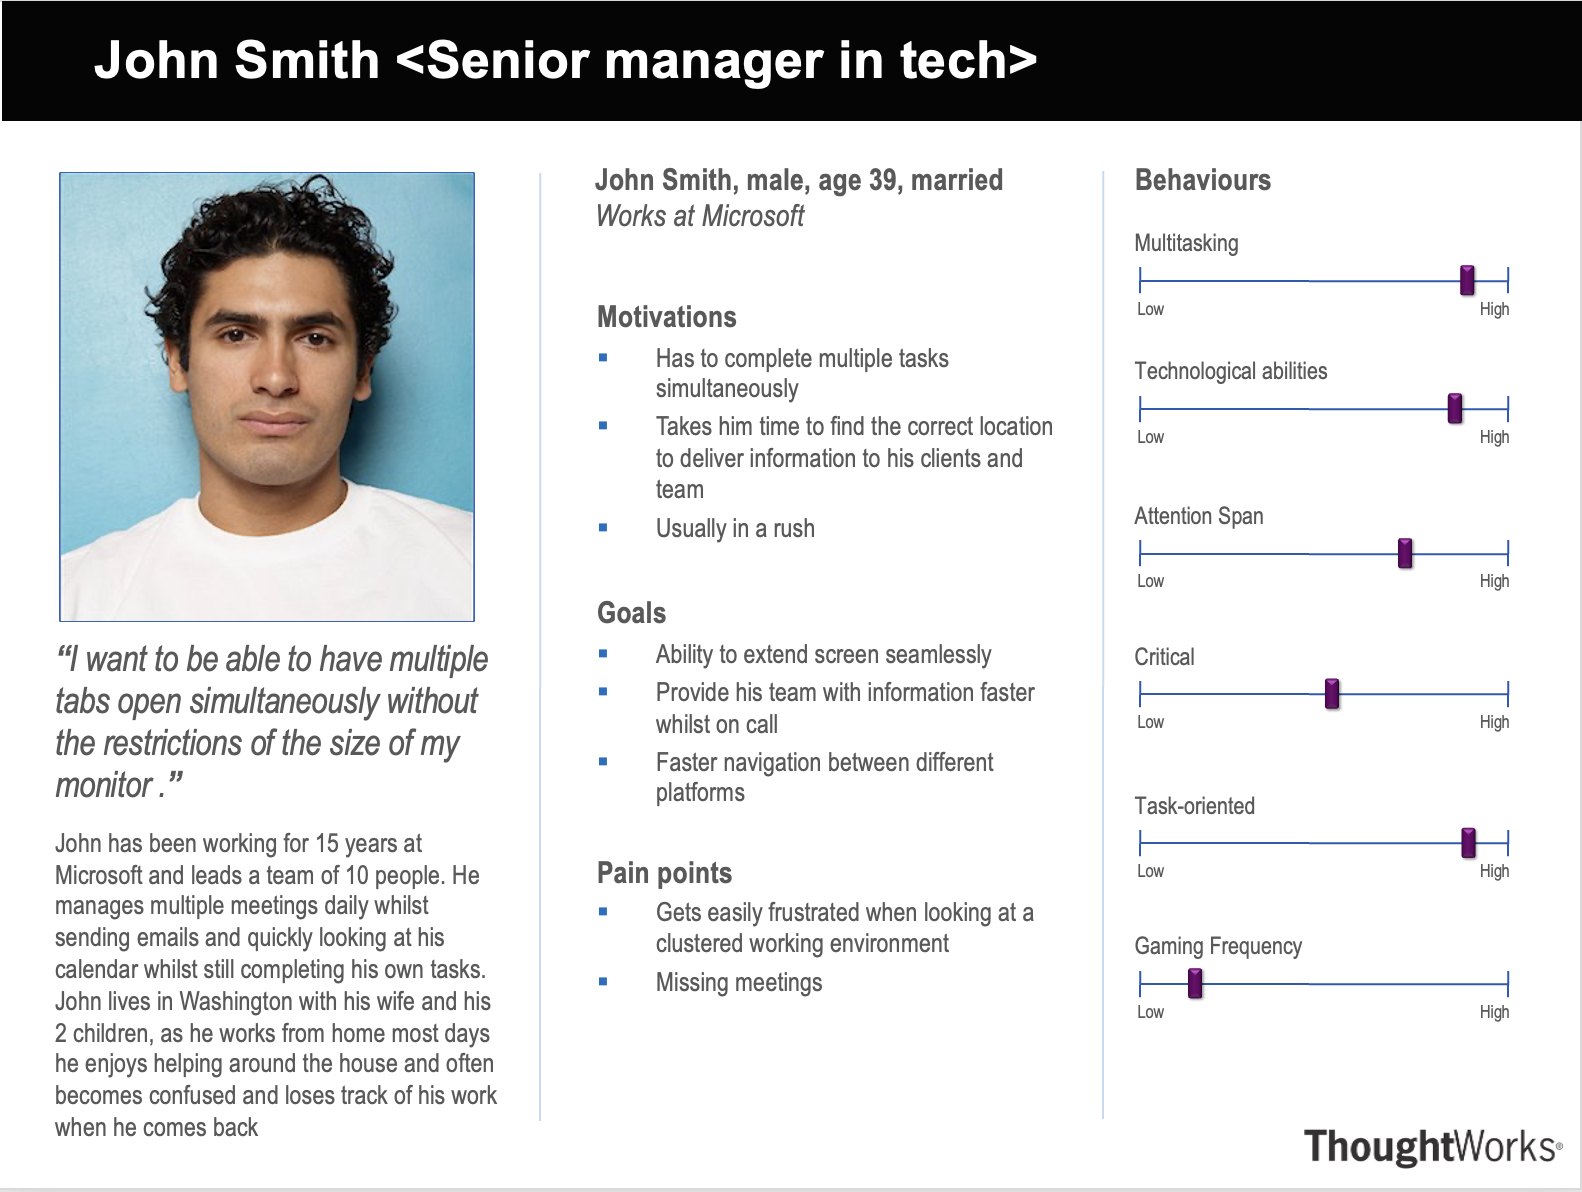 John Smith <Senior manager in tech>
“I want to be able to have multiple
tabs open simultaneously without
the restrictions of the size of my
monitor .”
John has been working for 15 years at
Microsoft and leads a team of 10 people. He
manages multiple meetings daily whilst
sending emails and quickly looking at his
calendar whilst still completing his own tasks.
John lives in Washington with his wife and his
2 children, as he works from home most days
he enjoys helping around the house and often
becomes confused and loses track of his work
when he comes back
John Smith, male, age 39, married
Works at Microsoft
Motivations
Has to complete multiple tasks
simultaneously
Takes him time to find the correct location
to deliver information to his clients and
team
Usually in a rush
Goals
Ability to extend screen seamlessly
Provide his team with information faster
whilst on call
Faster navigation between different
platforms
Pain points
Gets easily frustrated when looking at a
clustered working environment
Missing meetings
Behaviours
Multitasking
Low High
Technological abilities
Low High
Attention Span
Low High
Critical
Low High
Task-oriented
Low High
Gaming Frequency
Low High
ThoughtWorks®